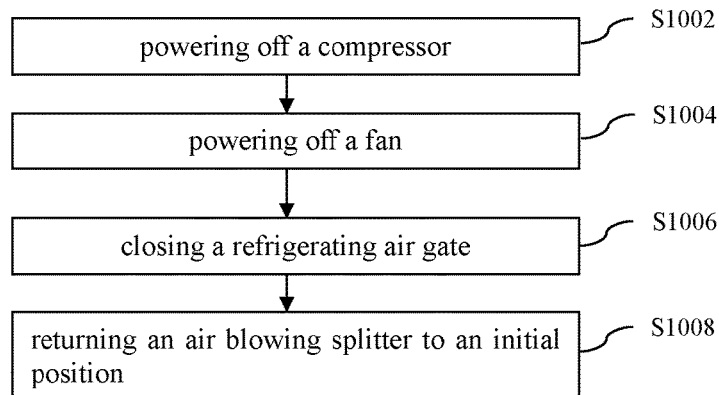 powering off a compressor
S1002
powering off a fan
S1004
closing a refrigerating air gate
S1006
returning an air blowing splitter to an initial
position
S1008